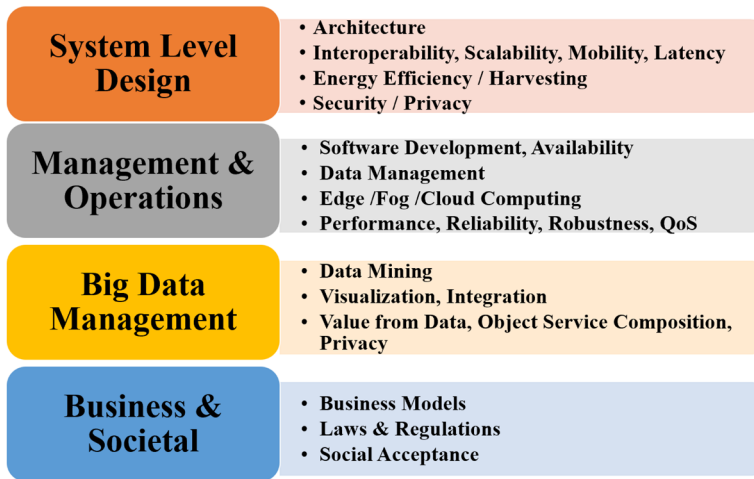 System Level
Design
• Architecture
• Interoperability, Scalability, Mobility, Latency
• Energy Efficiency / Harvesting
• Security / Privacy
Management &
Operations
• Software Development, Availability
• Data Management
• Edge /Fog /Cloud Computing
• Performance, Reliability, Robustness, QoS
Big Data
Management
• Data Mining
• Visualization, Integration
• Value from Data, Object Service Composition,
Privacy
Business &
Societal
• Business Models
• Laws & Regulations
• Social Acceptance